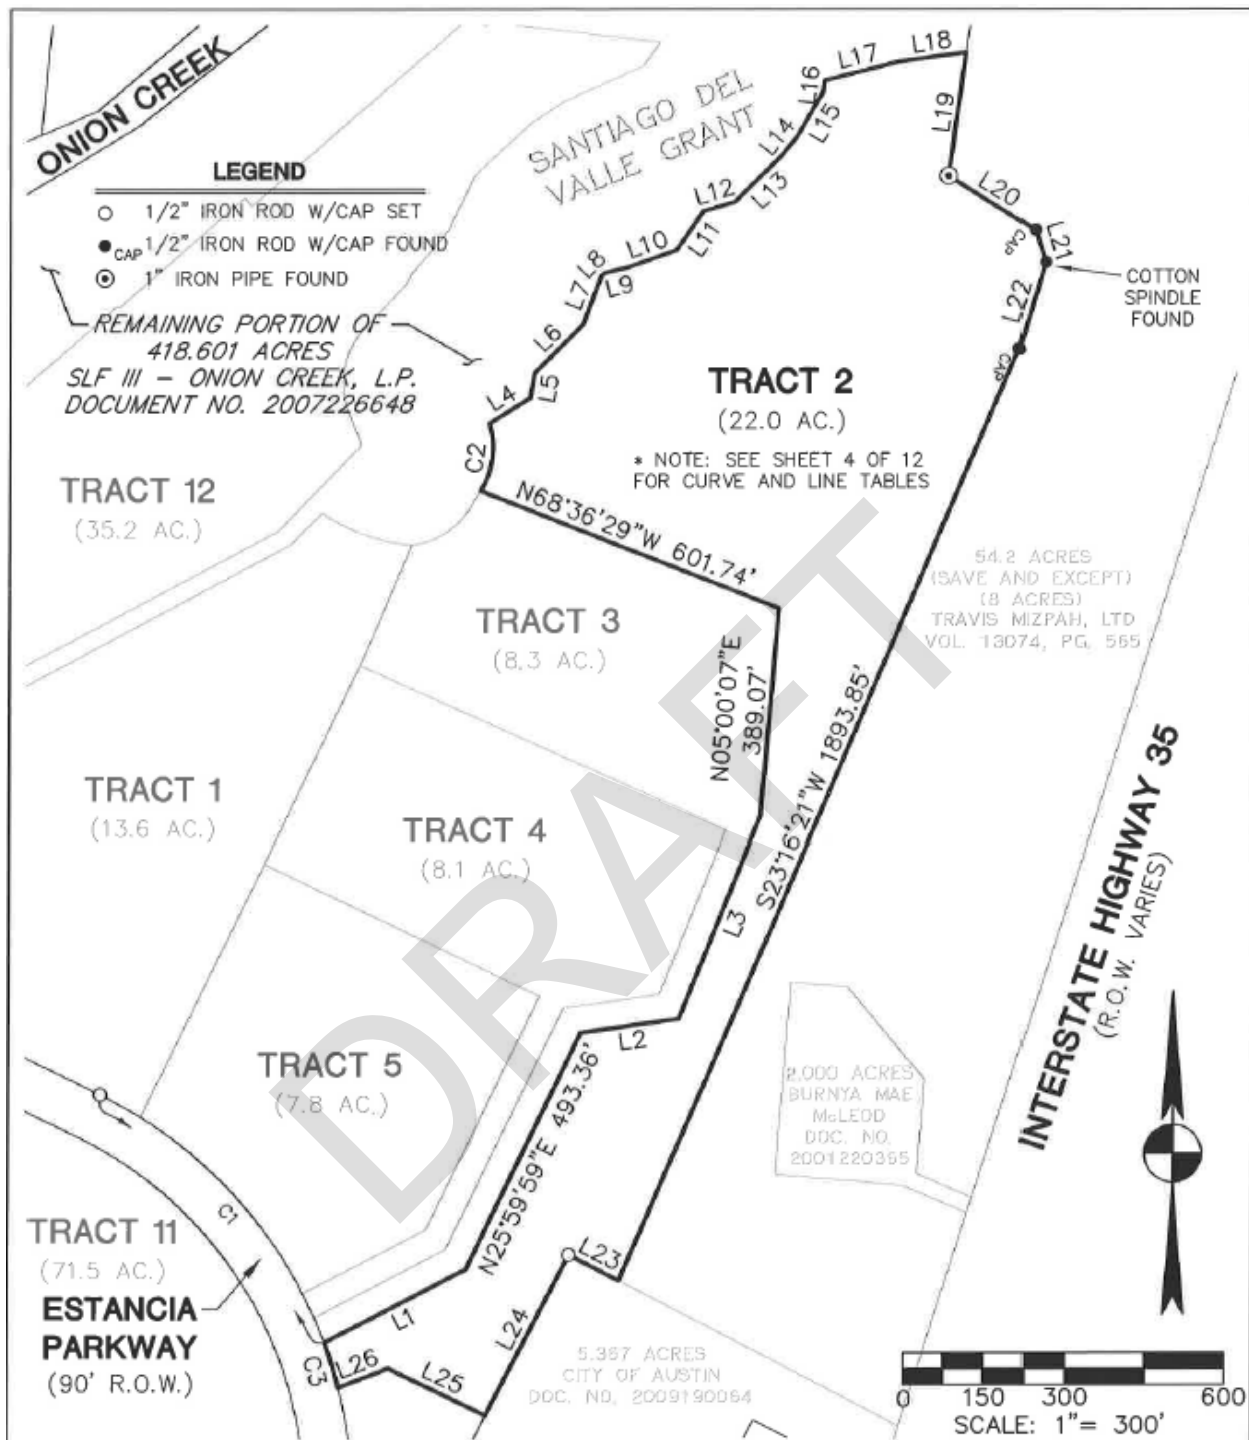 ONION CREEK
LEGEND
1/2" IRON ROD W/CAP SET
CAP 1/2" IRON ROD W/CAP FOUND
1" IRON PIPE FOUND
REMAINING PORTION OF
418.601 ACRES
SLF III – ONION CREEK, L.P.
DOCUMENT NO. 2007226648
SANTIAGO DEL
VALLE GRANT
L4
L5
L6
L7
L8
L9
L10
L11
L12
L13
L14
L15
L16
L17
L18
L19
L20
CAP
L21
L22
CAP
COTTON
SPINDLE
FOUND
C2
TRACT 2
(22.0 AC.)
* NOTE: SEE SHEET 4 OF 12
FOR CURVE AND LINE TABLES
TRACT 12
(35.2 AC.)
N68°36'29"W 601.74'
54.2 ACRES
(SAVE AND EXCEPT)
(8 ACRES)
TRAVIS MIZPAH, LTD
VOL. 13074, PG. 565
TRACT 3
(8.3 AC.)
N05°00'07"E
389.07'
S23°16'21"W 1893.85'
TRACT 1
(13.6 AC.)
TRACT 4
(8.1 AC.)
L3
INTERSTATE HIGHWAY 35
(R.O.W. VARIES)
L2
TRACT 5
(7.8 AC.)
N25°59'59"E 493.36'
2.000 ACRES
BURNYA MAE
McLEOD
DOC. NO.
2001220395
C1
TRACT 11
(71.5 AC.)
ESTANCIA
PARKWAY
(90' R.O.W.)
L1
L23
L24
C3
L26
L25
5.367 ACRES
CITY OF AUSTIN
DOC. NO. 2009190064
0 150 300 600
SCALE: 1"= 300'
DRAFT